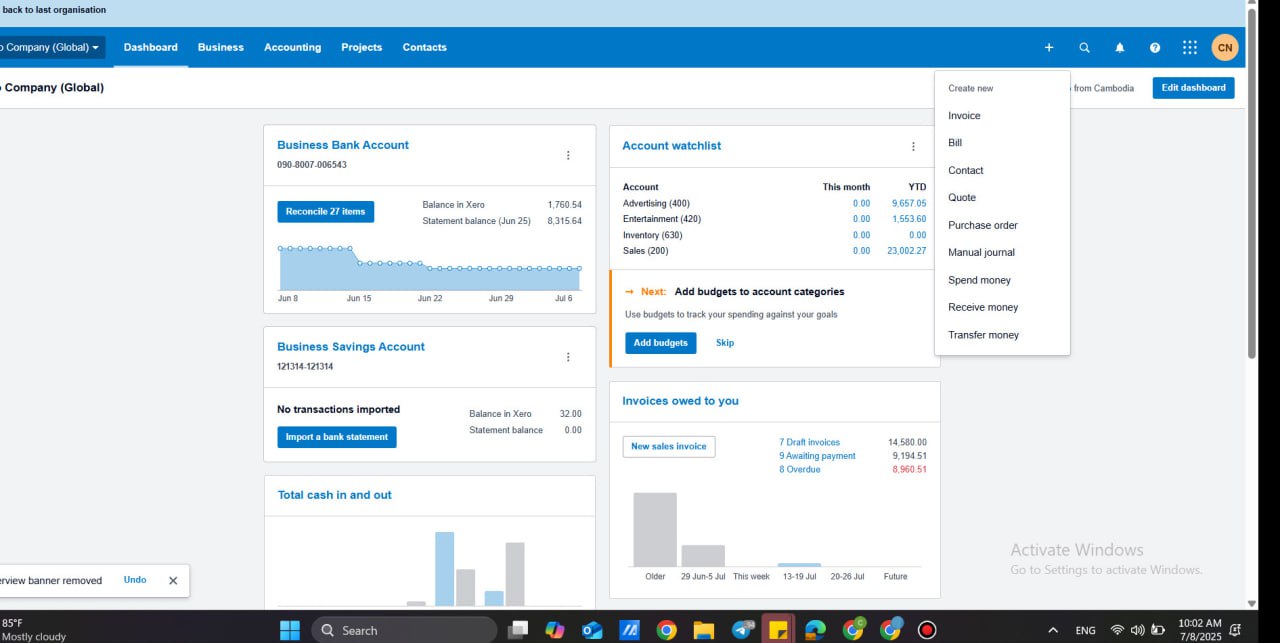 back to last organisation
o Company (Global)
Dashboard
Business
Accounting
Projects
Contacts
CN
Company (Global)
from Cambodia
Edit dashboard
Create new
Invoice
Bill
Contact
Quote
Purchase order
Manual journal
Spend money
Receive money
Transfer money
Business Bank Account
090-8007-006543
Reconcile 27 items
Balance in Xero 1,760.54
Statement balance (Jun 25) 8,315.64
Jun 8 Jun 15 Jun 22 Jun 29 Jul 6
Business Savings Account
121314-121314
No transactions imported
Import a bank statement
Balance in Xero 32.00
Statement balance 0.00
Total cash in and out
Account watchlist
Account This month YTD
Advertising (400) 0.00 9,657.05
Entertainment (420) 0.00 1,553.60
Inventory (630) 0.00 0.00
Sales (200) 0.00 23,002.27
→ Next: Add budgets to account categories
Use budgets to track your spending against your goals
Add budgets Skip
Invoices owed to you
New sales invoice
7 Draft invoices 14,580.00
9 Awaiting payment 9,194.51
8 Overdue 8,960.51
Older 29 Jun-5 Jul This week 13-19 Jul 20-26 Jul Future
erview banner removed Undo
Activate Windows
Go to Settings to activate Windows.
85°F
Mostly cloudy
Search
ENG
10:02 AM
7/8/2025